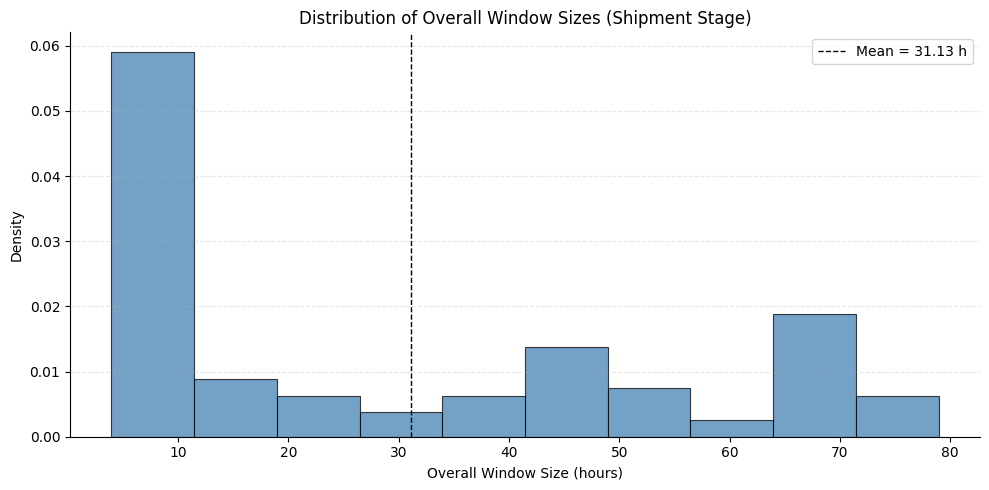 Distribution of Overall Window Sizes (Shipment Stage)
Mean = 31.13 h
0.06
0.05
0.04
0.03
0.02
0.01
0.00
Density
10 20 30 40 50 60 70 80
Overall Window Size (hours)